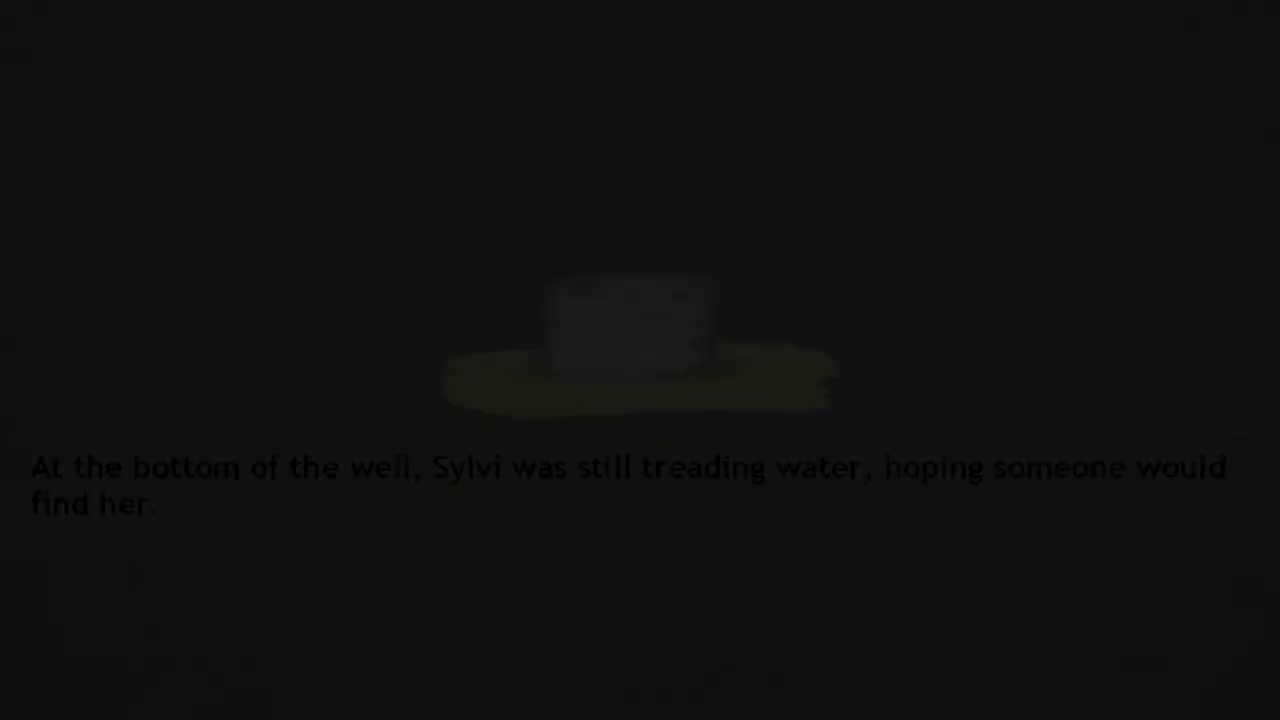 At the bottom of the well, Sylvi was still treading water, hoping someone would
find her.